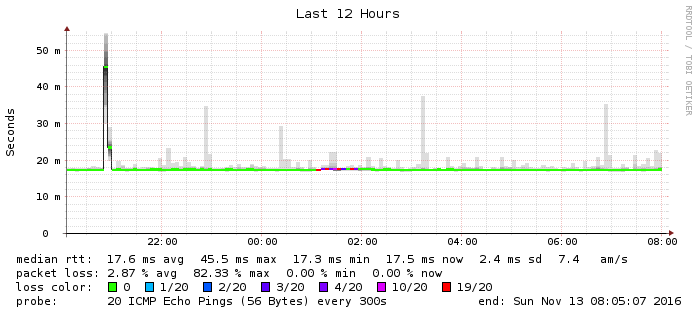 Last 12 Hours
RRDTOOL / TOBI OETIKER
Seconds
50 m
40 m
30 m
20 m
10 m
0
22:00 00:00 02:00 04:00 06:00 08:00
median rtt: 17.6 ms avg 45.5 ms max 17.3 ms min 17.5 ms now 2.4 ms sd 7.4 am/s
packet loss: 2.87 % avg 82.33 % max 0.00 % min 0.00 % now
loss color: 0 1/20 2/20 3/20 4/20 10/20 19/20
probe: 20 ICMP Echo Pings (56 Bytes) every 300s end: Sun Nov 13 08:05:07 2016